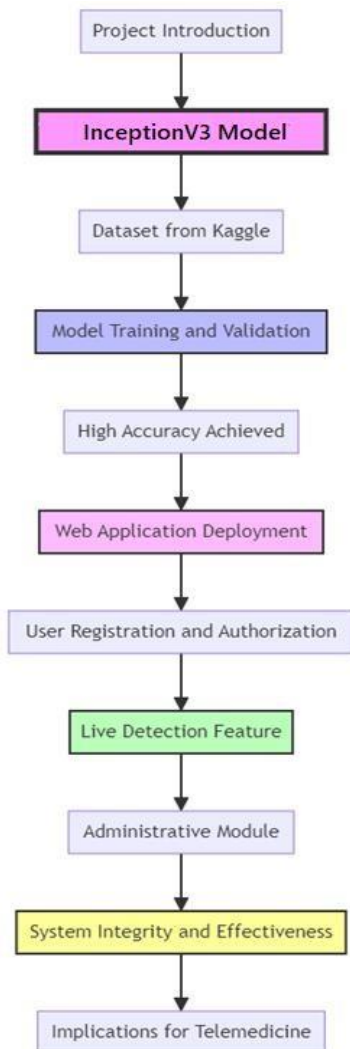 Project Introduction
InceptionV3 Model
Dataset from Kaggle
Model Training and Validation
High Accuracy Achieved
Web Application Deployment
User Registration and Authorization
Live Detection Feature
Administrative Module
System Integrity and Effectiveness
Implications for Telemedicine